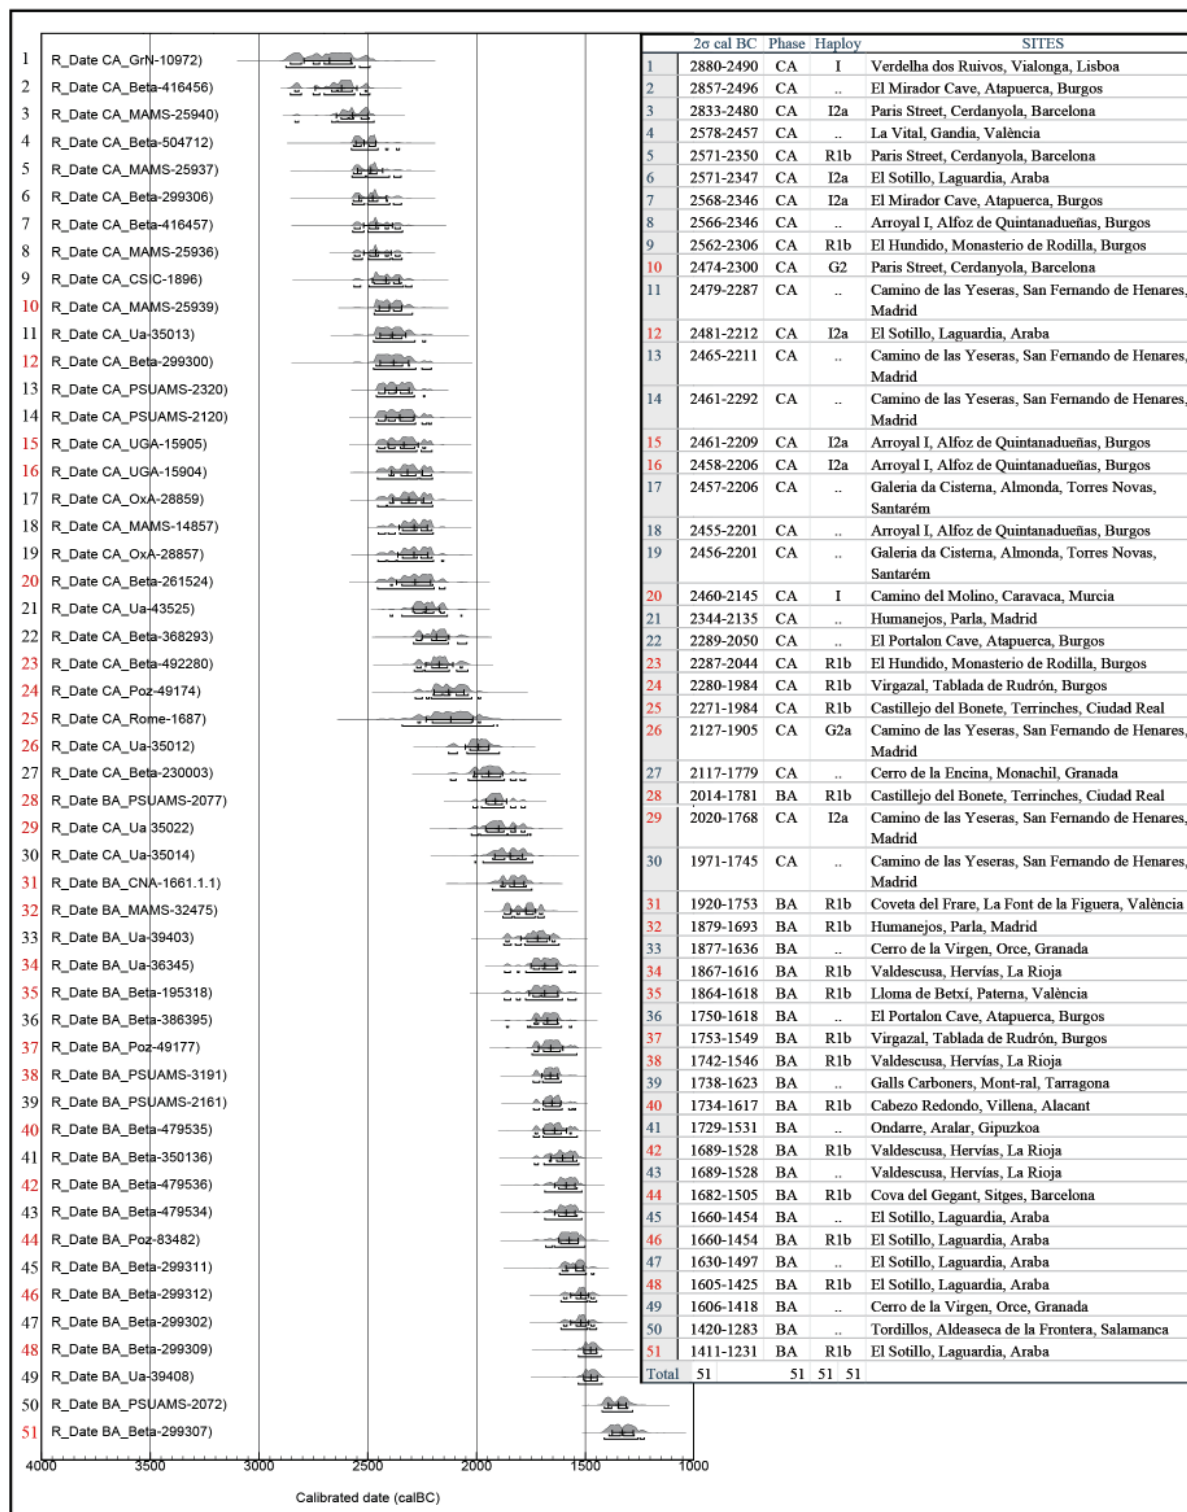 1 R_Date CA_GrN-10972)
2 R_Date CA_Beta-416456)
3 R_Date CA_MAMS-25940)
4 R_Date CA_Beta-504712)
5 R_Date CA_MAMS-25937)
6 R_Date CA_Beta-299306)
7 R_Date CA_Beta-416457)
8 R_Date CA_MAMS-25936)
9 R_Date CA_CSIC-1896)
10 R_Date CA_MAMS-25939)
11 R_Date CA_Ua-35013)
12 R_Date CA_Beta-299300)
13 R_Date CA_PSUAMS-2320)
14 R_Date CA_PSUAMS-2120)
15 R_Date CA_UGA-15905)
16 R_Date CA_UGA-15904)
17 R_Date CA_OxA-28859)
18 R_Date CA_MAMS-14857)
19 R_Date CA_OxA-28857)
20 R_Date CA_Beta-261524)
21 R_Date CA_Ua-43525)
22 R_Date CA_Beta-368293)
23 R_Date CA_Beta-492280)
24 R_Date CA_Poz-49174)
25 R_Date CA_Rome-1687)
26 R_Date CA_Ua-35012)
27 R_Date CA_Beta-230003)
28 R_Date BA_PSUAMS-2077)
29 R_Date CA_Ua 35022)
30 R_Date CA_Ua-35014)
31 R_Date BA_CNA-1661.1.1)
32 R_Date BA_MAMS-32475)
33 R_Date BA_Ua-39403)
34 R_Date BA_Ua-36345)
35 R_Date BA_Beta-195318)
36 R_Date BA_Beta-386395)
37 R_Date BA_Poz-49177)
38 R_Date BA_PSUAMS-3191)
39 R_Date BA_PSUAMS-2161)
40 R_Date BA_Beta-479535)
41 R_Date BA_Beta-350136)
42 R_Date BA_Beta-479536)
43 R_Date BA_Beta-479534)
44 R_Date BA_Poz-83482)
45 R_Date BA_Beta-299311)
46 R_Date BA_Beta-299312)
47 R_Date BA_Beta-299302)
48 R_Date BA_Beta-299309)
49 R_Date BA_Ua-39408)
50 R_Date BA_PSUAMS-2072)
51 R_Date BA_Beta-299307)
4000 3000 2500 2000 1500 1000
3500
Calibrated date (calBC)
2σ cal BC Phase Haploy SITES
1 2880-2490 CA I Verdelha dos Ruivos, Vialonga, Lisboa
2 2857-2496 CA .. El Mirador Cave, Atapuerca, Burgos
3 2833-2480 CA I2a Paris Street, Cerdanyola, Barcelona
4 2578-2457 CA .. La Vital, Gandia, València
5 2571-2350 CA R1b Paris Street, Cerdanyola, Barcelona
6 2571-2347 CA I2a El Sotillo, Laguardia, Araba
7 2568-2346 CA I2a El Mirador Cave, Atapuerca, Burgos
8 2566-2346 CA .. Arroyal I, Alfoz de Quintanadueñas, Burgos
9 2562-2306 CA R1b El Hundido, Monasterio de Rodilla, Burgos
10 2474-2300 CA G2 Paris Street, Cerdanyola, Barcelona
11 2479-2287 CA .. Camino de las Yeseras, San Fernando de Henares,
Madrid
12 2481-2212 CA I2a El Sotillo, Laguardia, Araba
13 2465-2211 CA .. Camino de las Yeseras, San Fernando de Henares,
Madrid
14 2461-2292 CA .. Camino de las Yeseras, San Fernando de Henares,
Madrid
15 2461-2209 CA I2a Arroyal I, Alfoz de Quintanadueñas, Burgos
16 2458-2206 CA I2a Arroyal I, Alfoz de Quintanadueñas, Burgos
17 2457-2206 CA .. Galeria da Cisterna, Almonda, Torres Novas,
Santarém
18 2455-2201 CA .. Arroyal I, Alfoz de Quintanadueñas, Burgos
19 2456-2201 CA .. Galeria da Cisterna, Almonda, Torres Novas,
Santarém
20 2460-2145 CA I Camino del Molino, Caravaca, Murcia
21 2344-2135 CA .. Humanejos, Parla, Madrid
22 2289-2050 CA .. El Portalon Cave, Atapuerca, Burgos
23 2287-2044 CA R1b El Hundido, Monasterio de Rodilla, Burgos
24 2280-1984 CA R1b Virgazal, Tablada de Rudrón, Burgos
25 2271-1984 CA R1b Castillejo del Bonete, Terrinches, Ciudad Real
26 2127-1905 CA G2a Camino de las Yeseras, San Fernando de Henares,
Madrid
27 2117-1779 CA .. Cerro de la Encina, Monachil, Granada
28 2014-1781 BA R1b Castillejo del Bonete, Terrinches, Ciudad Real
29 2020-1768 CA I2a Camino de las Yeseras, San Fernando de Henares,
Madrid
30 1971-1745 CA .. Camino de las Yeseras, San Fernando de Henares,
Madrid
31 1920-1753 BA R1b Coveta del Frare, La Font de la Figuera, València
32 1879-1693 BA R1b Humanejos, Parla, Madrid
33 1877-1636 BA .. Cerro de la Virgen, Orce, Granada
34 1867-1616 BA R1b Valdescusa, Hervías, La Rioja
35 1864-1618 BA R1b Lloma de Betxí, Paterna, València
36 1750-1618 BA .. El Portalon Cave, Atapuerca, Burgos
37 1753-1549 BA R1b Virgazal, Tablada de Rudrón, Burgos
38 1742-1546 BA R1b Valdescusa, Hervías, La Rioja
39 1738-1623 BA .. Galls Carboners, Mont-ral, Tarragona
40 1734-1617 BA R1b Cabezo Redondo, Villena, Alacant
41 1729-1531 BA .. Ondarre, Aralar, Gipuzkoa
42 1689-1528 BA R1b Valdescusa, Hervías, La Rioja
43 1689-1528 BA .. Valdescusa, Hervías, La Rioja
44 1682-1505 BA R1b Cova del Gegant, Sitges, Barcelona
45 1660-1454 BA .. El Sotillo, Laguardia, Araba
46 1660-1454 BA R1b El Sotillo, Laguardia, Araba
47 1630-1497 BA .. El Sotillo, Laguardia, Araba
48 1605-1425 BA R1b El Sotillo, Laguardia, Araba
49 1606-1418 BA .. Cerro de la Virgen, Orce, Granada
50 1420-1283 BA .. Tordillos, Aldeaseca de la Frontera, Salamanca
51 1411-1231 BA R1b El Sotillo, Laguardia, Araba
Total 51 51 51 51